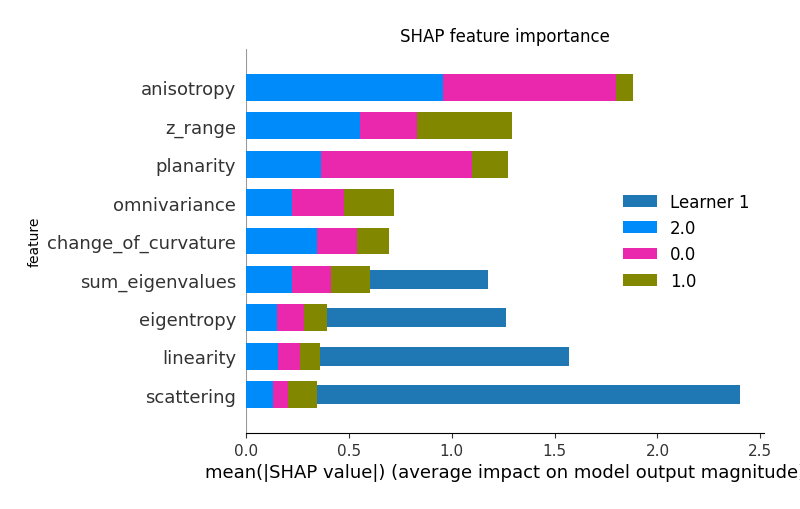 SHAP feature importance
anisotropy
z_range
planarity
omnivariance
change_of_curvature
sum_eigenvalues
eigentropy
linearity
scattering
feature
Learner 1
2.0
0.0
1.0
0.0 0.5 1.0 1.5 2.0 2.5
mean(|SHAP value|) (average impact on model output magnitude)